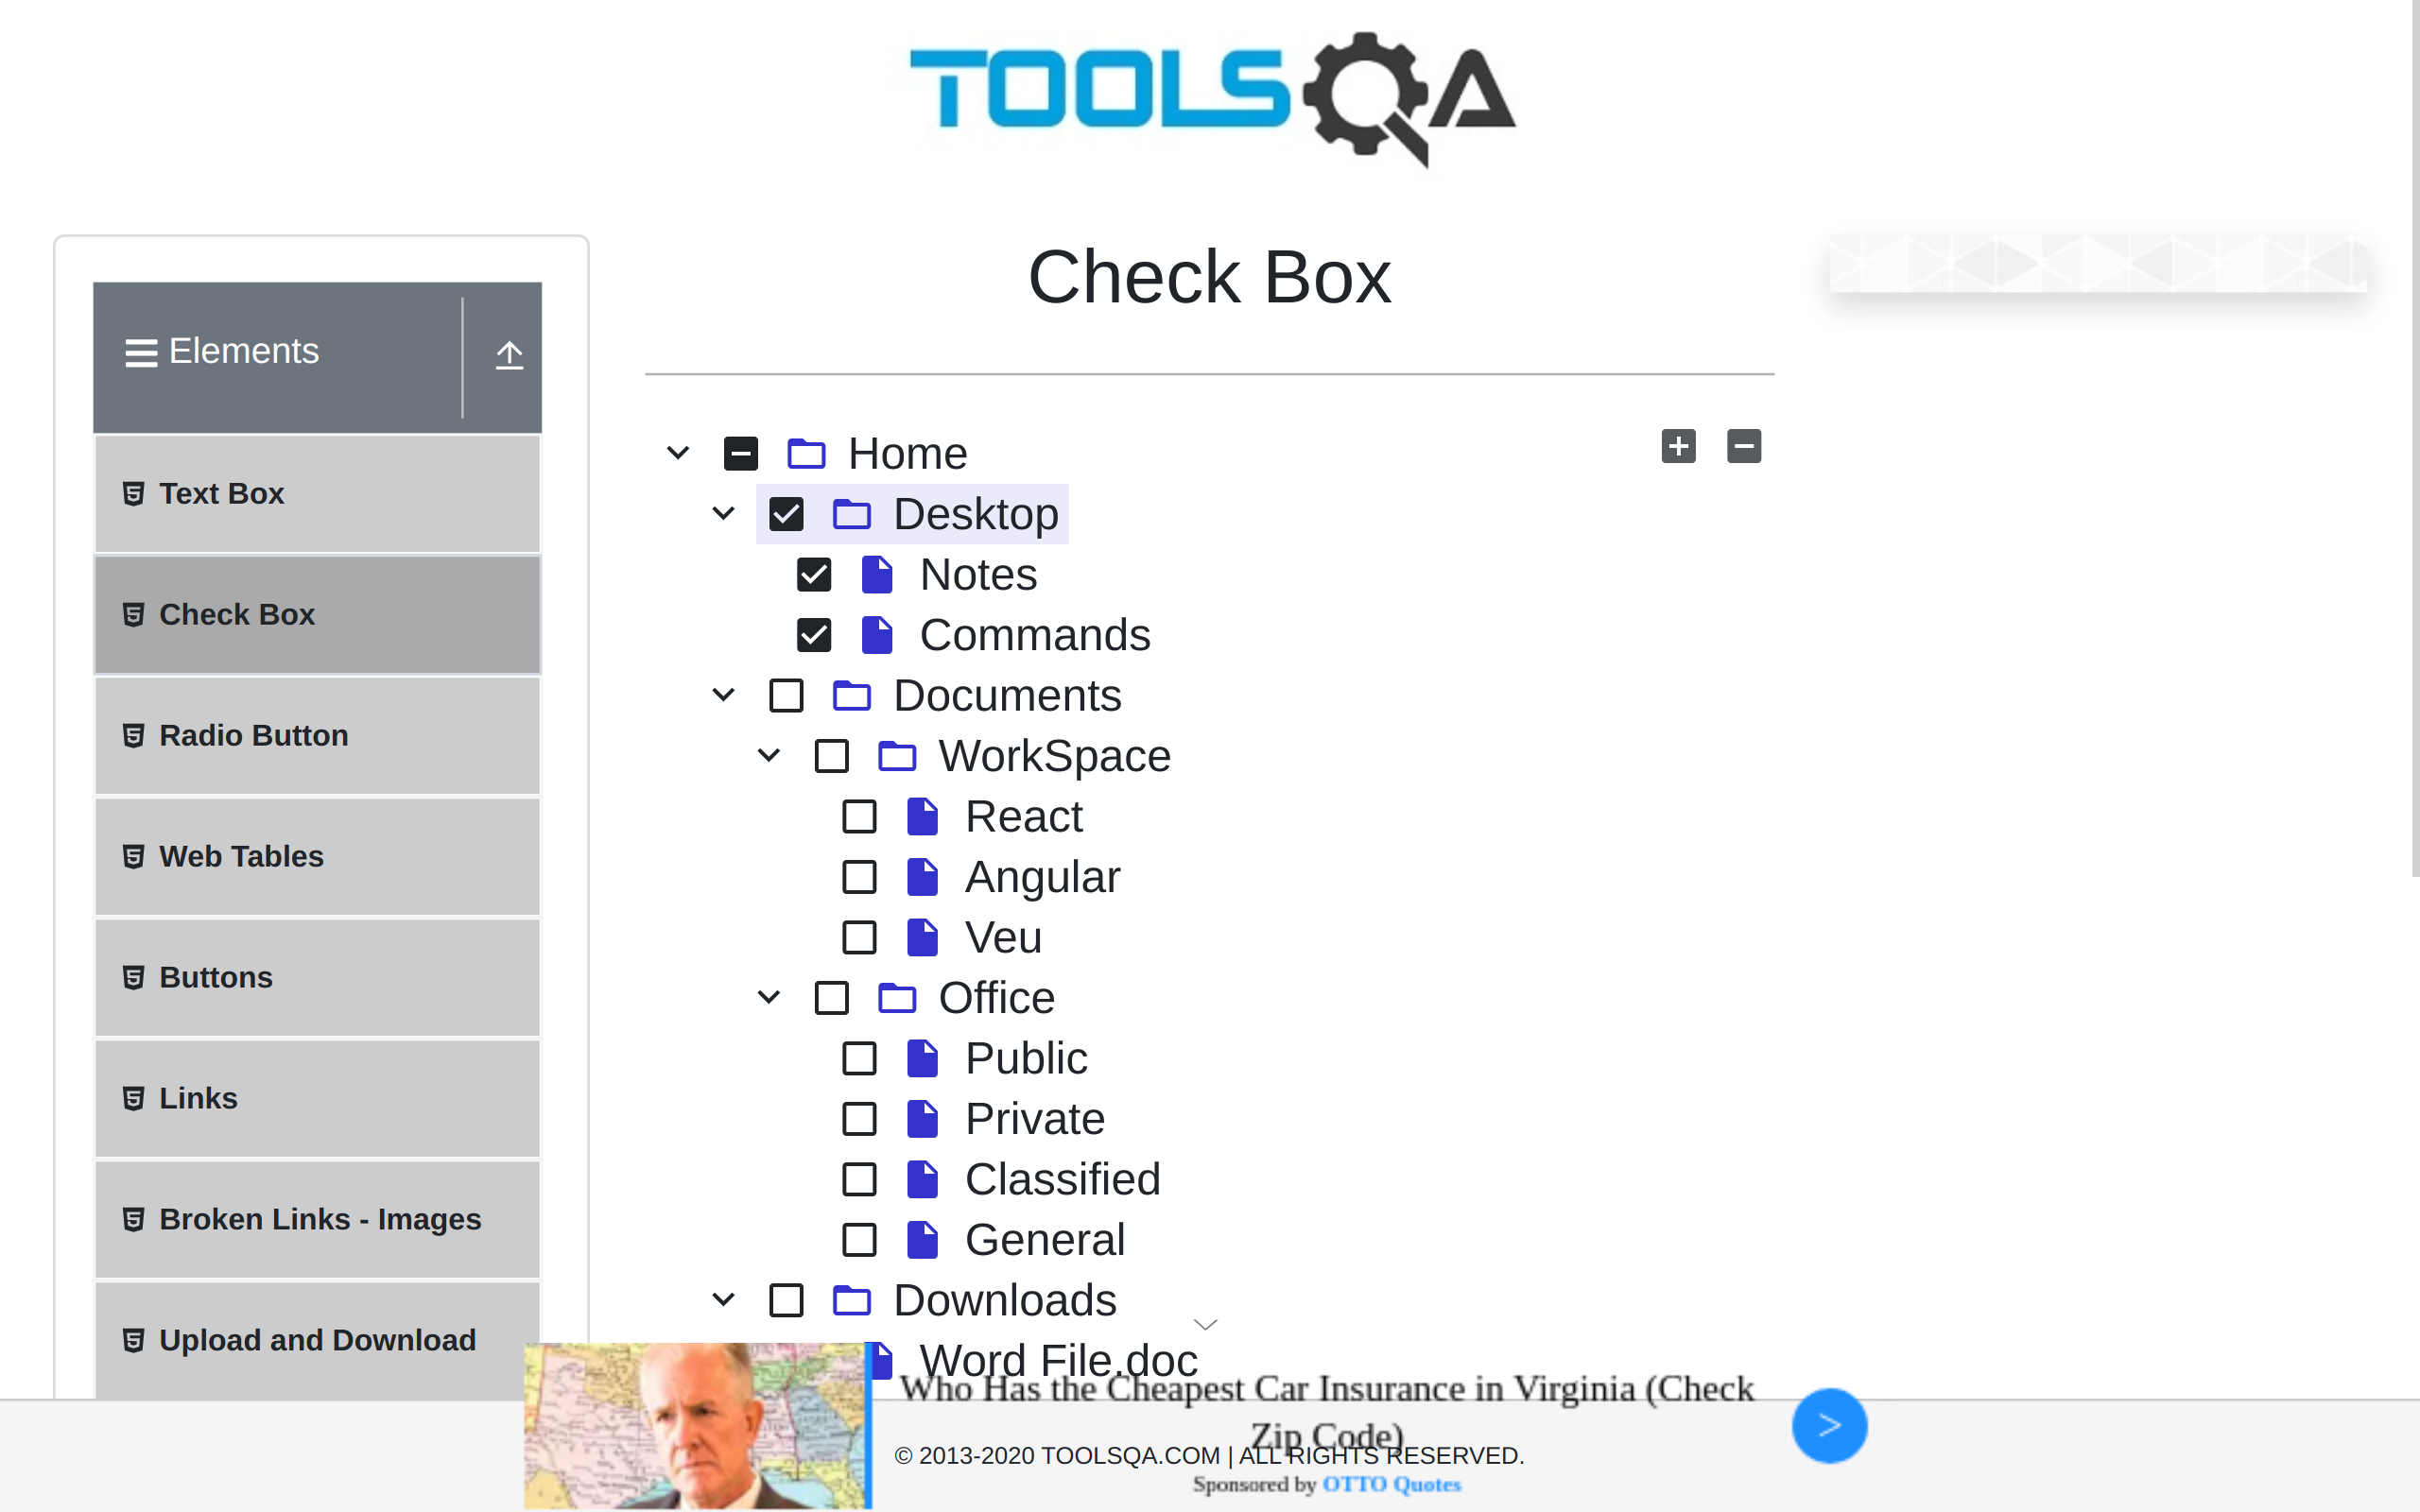 TOOLSQA
Check Box
Elements
Text Box
Check Box
Radio Button
Web Tables
Buttons
Links
Broken Links - Images
Upload and Download
Home
Desktop
Notes
Commands
Documents
WorkSpace
React
Angular
Veu
Office
Public
Private
Classified
General
Downloads
Word File.doc
Who Has the Cheapest Car Insurance in Virginia (Check
Zip Code)
© 2013-2020 TOOLSQA.COM | ALL RIGHTS RESERVED.
Sponsored by OTTO Quotes